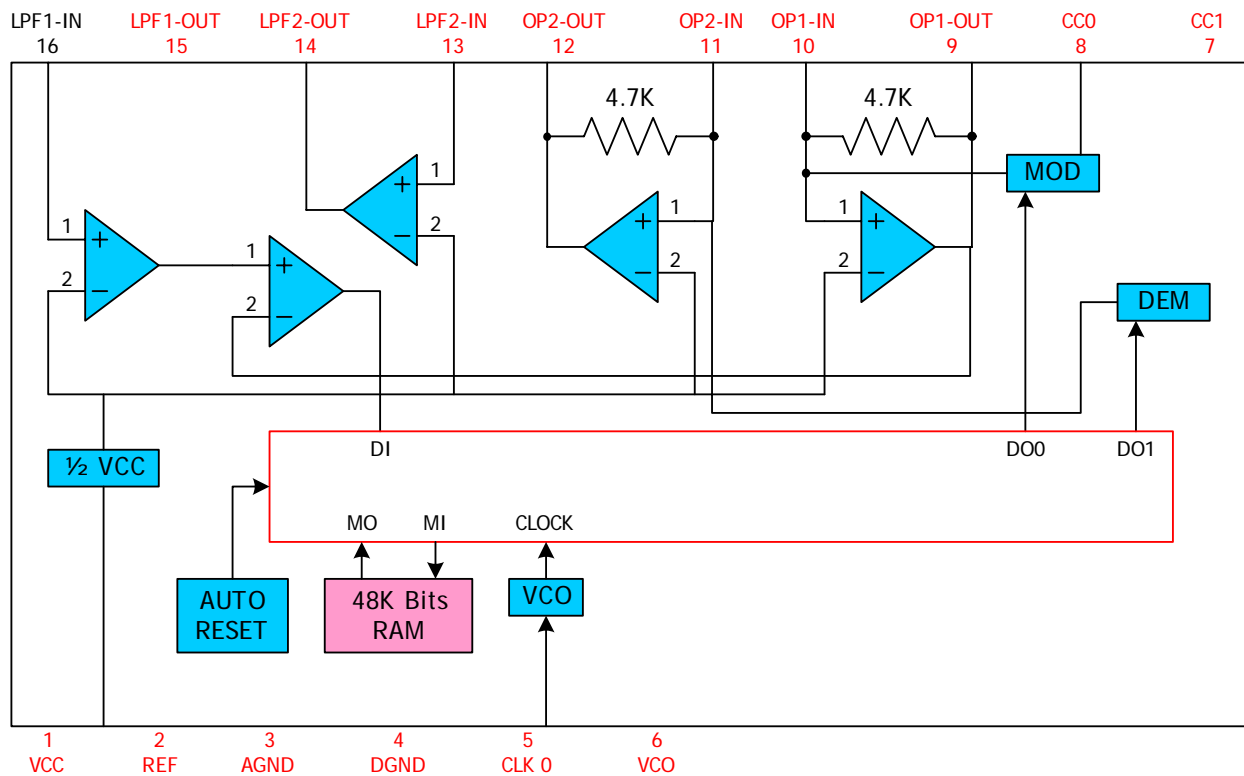 LPF1-IN LPF1-OUT LPF2-OUT LPF2-IN OP2-OUT OP2-IN OP1-IN OP1-OUT CC0 CC1
16 15 14 13 12 11 10 9 8 7
4.7K 4.7K
MOD
1 + 2 −
1 + 2 −
1 + 2 −
1 + 2 −
1 + 2 −
DEM
DI DO0 DO1
½ VCC
MO MI CLOCK
AUTO
RESET
48K Bits
RAM
VCO
1 2 3 4 5 6
VCC REF AGND DGND CLK 0 VCO